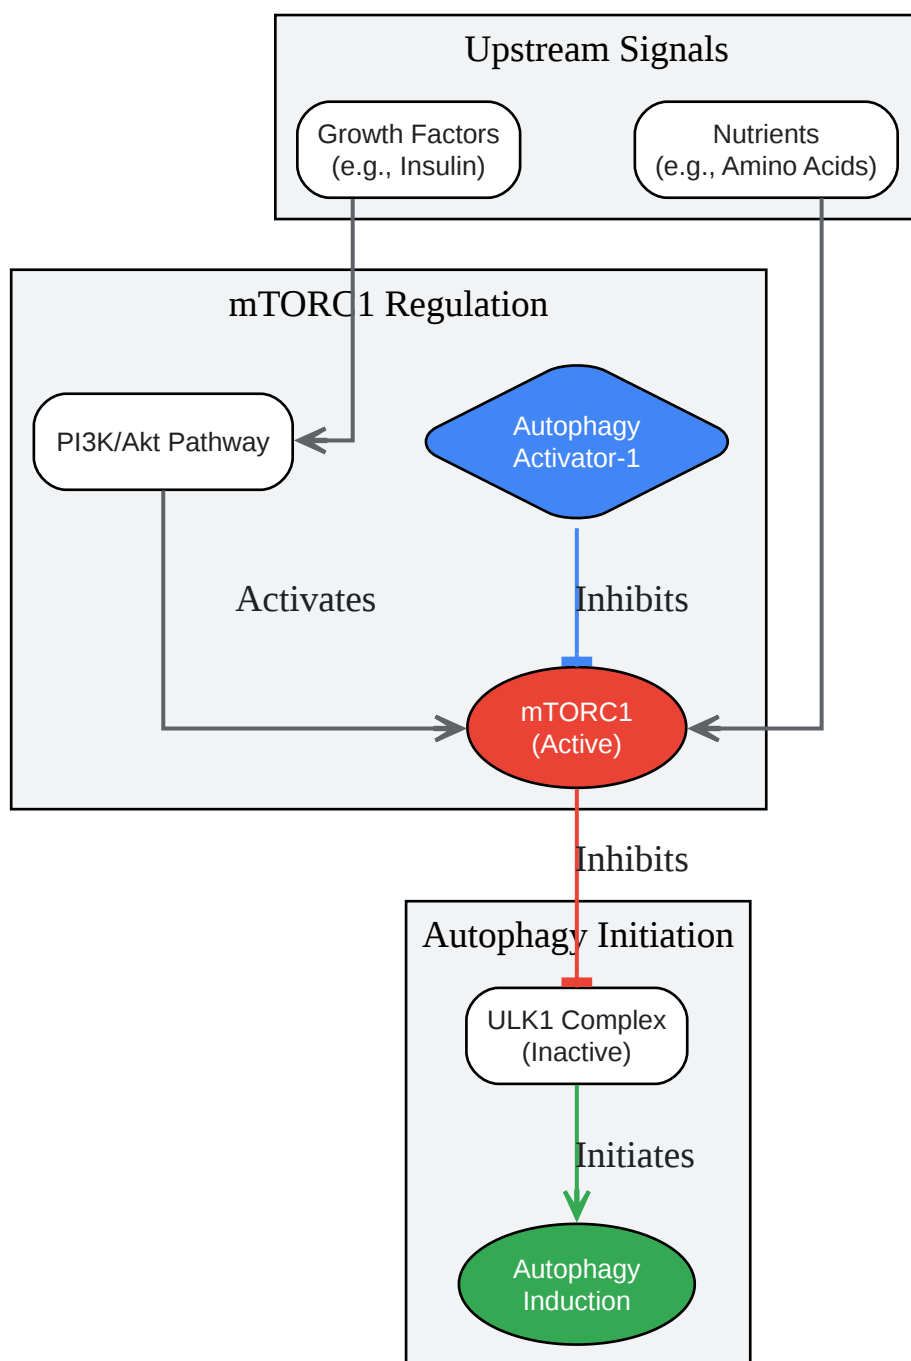 Upstream Signals
Growth Factors
(e.g., Insulin)
Nutrients
(e.g., Amino Acids)
mTORC1 Regulation
PI3K/Akt Pathway
Autophagy
Activator-1
Activates
Inhibits
mTORC1
(Active)
Inhibits
Autophagy Initiation
ULK1 Complex
(Inactive)
Initiates
Autophagy
Induction